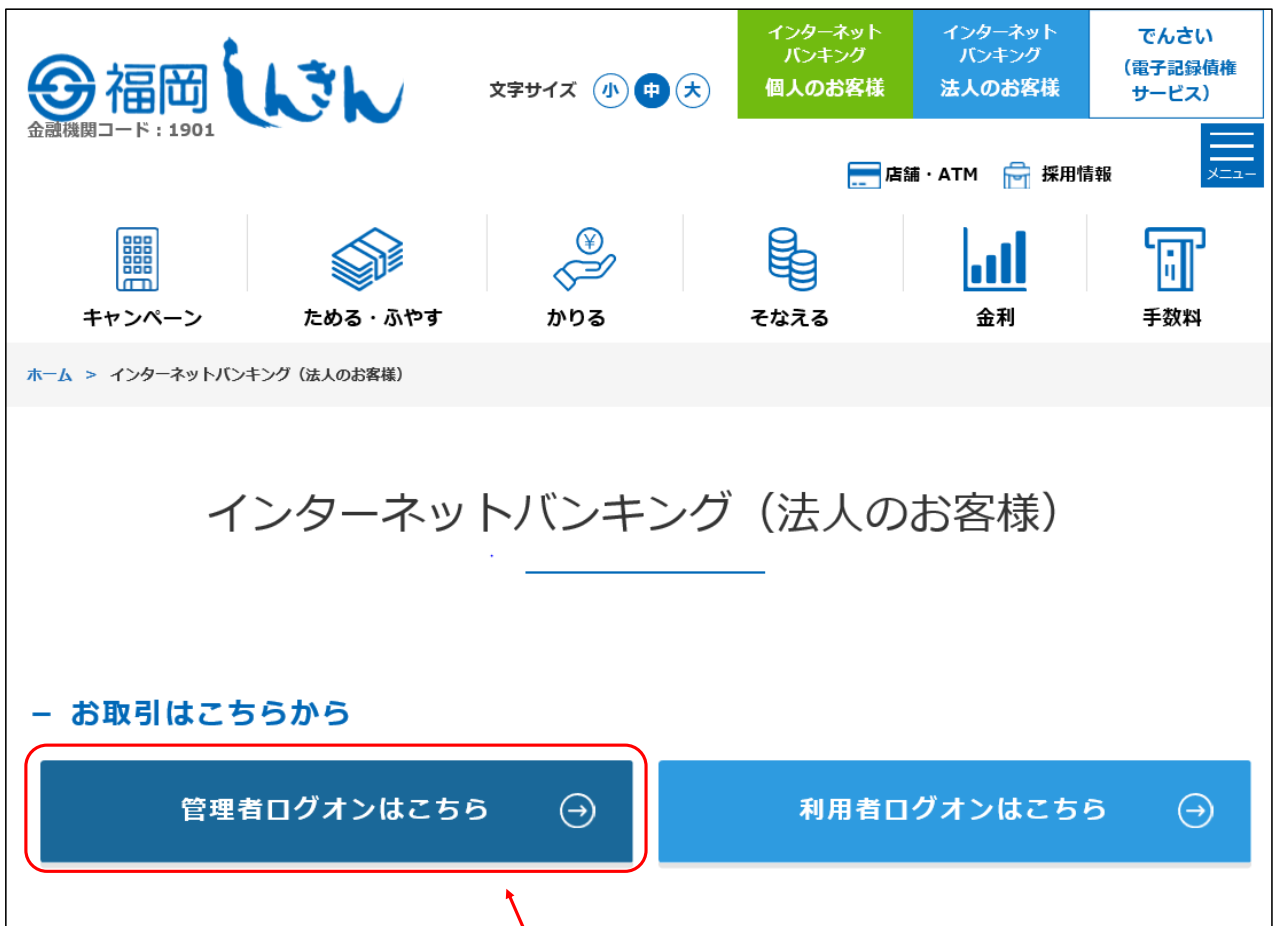 福岡しんきん
金融機関コード：1901
文字サイズ 小 中 大
インターネット
バンキング
個人のお客様
インターネット
バンキング
法人のお客様
でんさい
（電子記録債権
サービス）
店舗・ATM 採用情報
メニュー
キャンペーン ためる・ふやす かりる そなえる 金利 手数料
ホーム > インターネットバンキング（法人のお客様）
インターネットバンキング（法人のお客様）
− お取引はこちらから
管理者ログオンはこちら 利用者ログオンはこちら